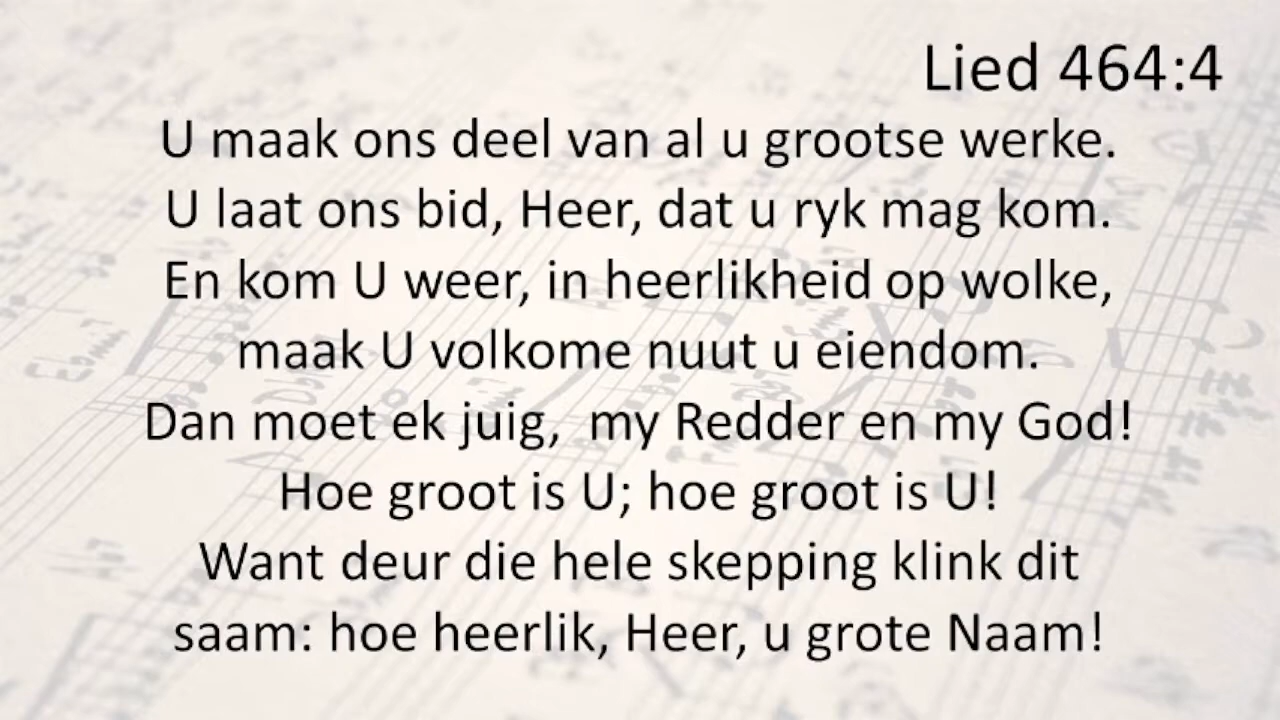 Lied 464:4
U maak ons deel van al u grootse werke.
U laat ons bid, Heer, dat u ryk mag kom.
En kom U weer, in heerlikheid op wolke,
maak U volkome nuut u eiendom.
Dan moet ek juig,  my Redder en my God!
Hoe groot is U; hoe groot is U!
Want deur die hele skepping klink dit
saam: hoe heerlik, Heer, u grote Naam!